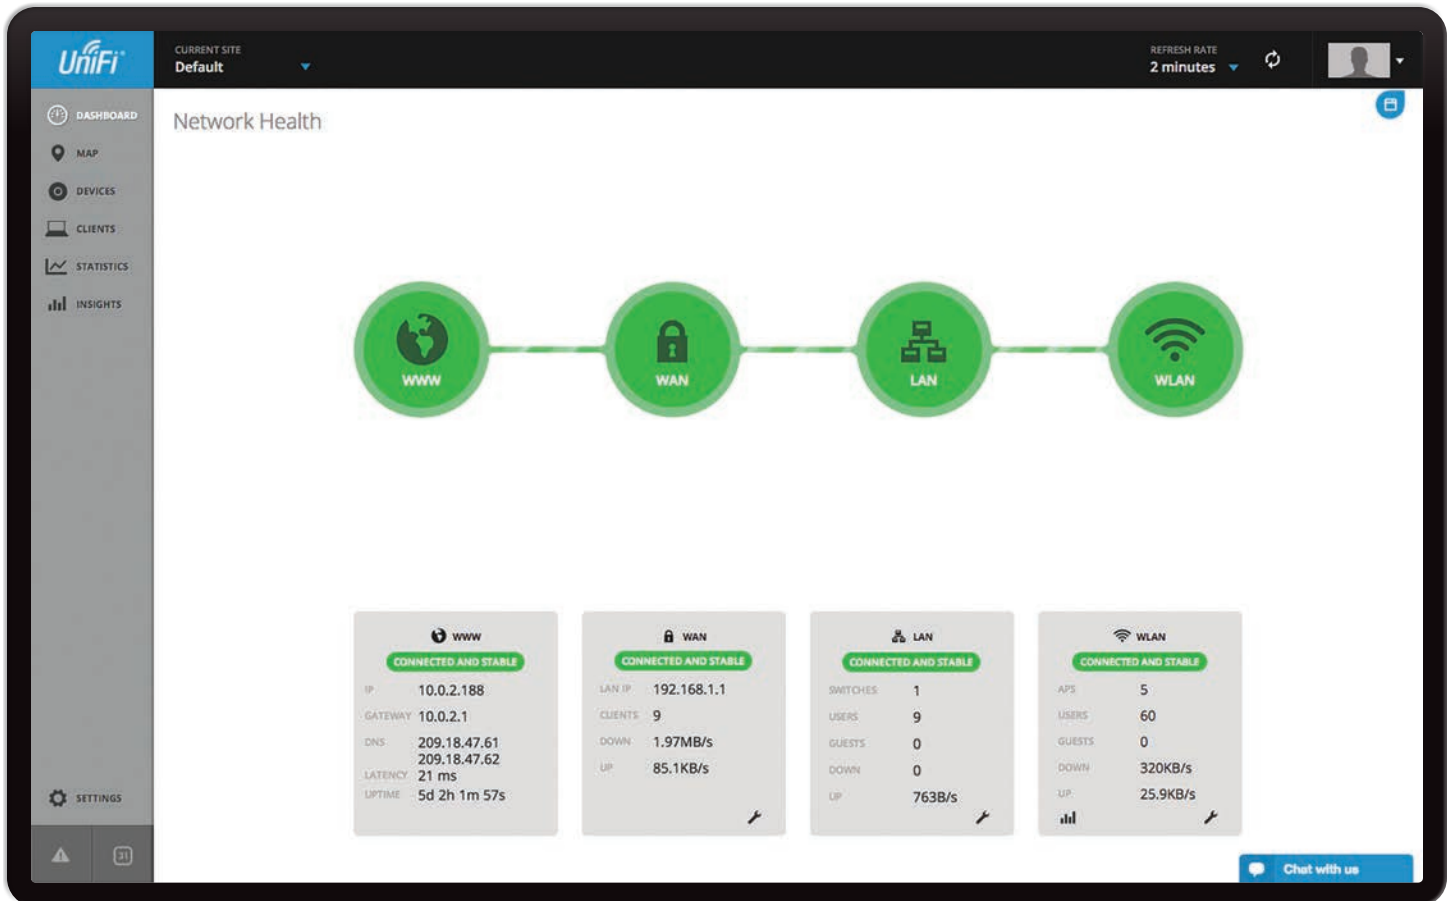 UniFi
CURRENT SITE
Default
REFRESH RATE
2 minutes
DASHBOARD
MAP
DEVICES
CLIENTS
STATISTICS
INSIGHTS
SETTINGS
31
Network Health
WWW
WAN
LAN
WLAN
WWW
CONNECTED AND STABLE
IP 10.0.2.188
GATEWAY 10.0.2.1
DNS 209.18.47.61
209.18.47.62
LATENCY 21 ms
UPTIME 5d 2h 1m 57s
WAN
CONNECTED AND STABLE
LAN IP 192.168.1.1
CLIENTS 9
DOWN 1.97MB/s
UP 85.1KB/s
LAN
CONNECTED AND STABLE
SWITCHES 1
USERS 9
GUESTS 0
DOWN 0
UP 763B/s
WLAN
CONNECTED AND STABLE
APS 5
USERS 60
GUESTS 0
DOWN 320KB/s
UP 25.9KB/s
Chat with us